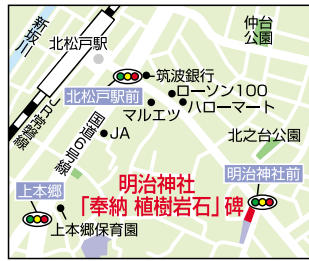 新坂川
北松戸駅
仲台
公園
筑波銀行
ローソン100
北松戸駅前
マルエツ
ハローマート
JR常磐線
国道6号線
JA
北之台公園
明治神社前
明治神社
「奉納 植樹岩石」碑
上本郷
上本郷保育園